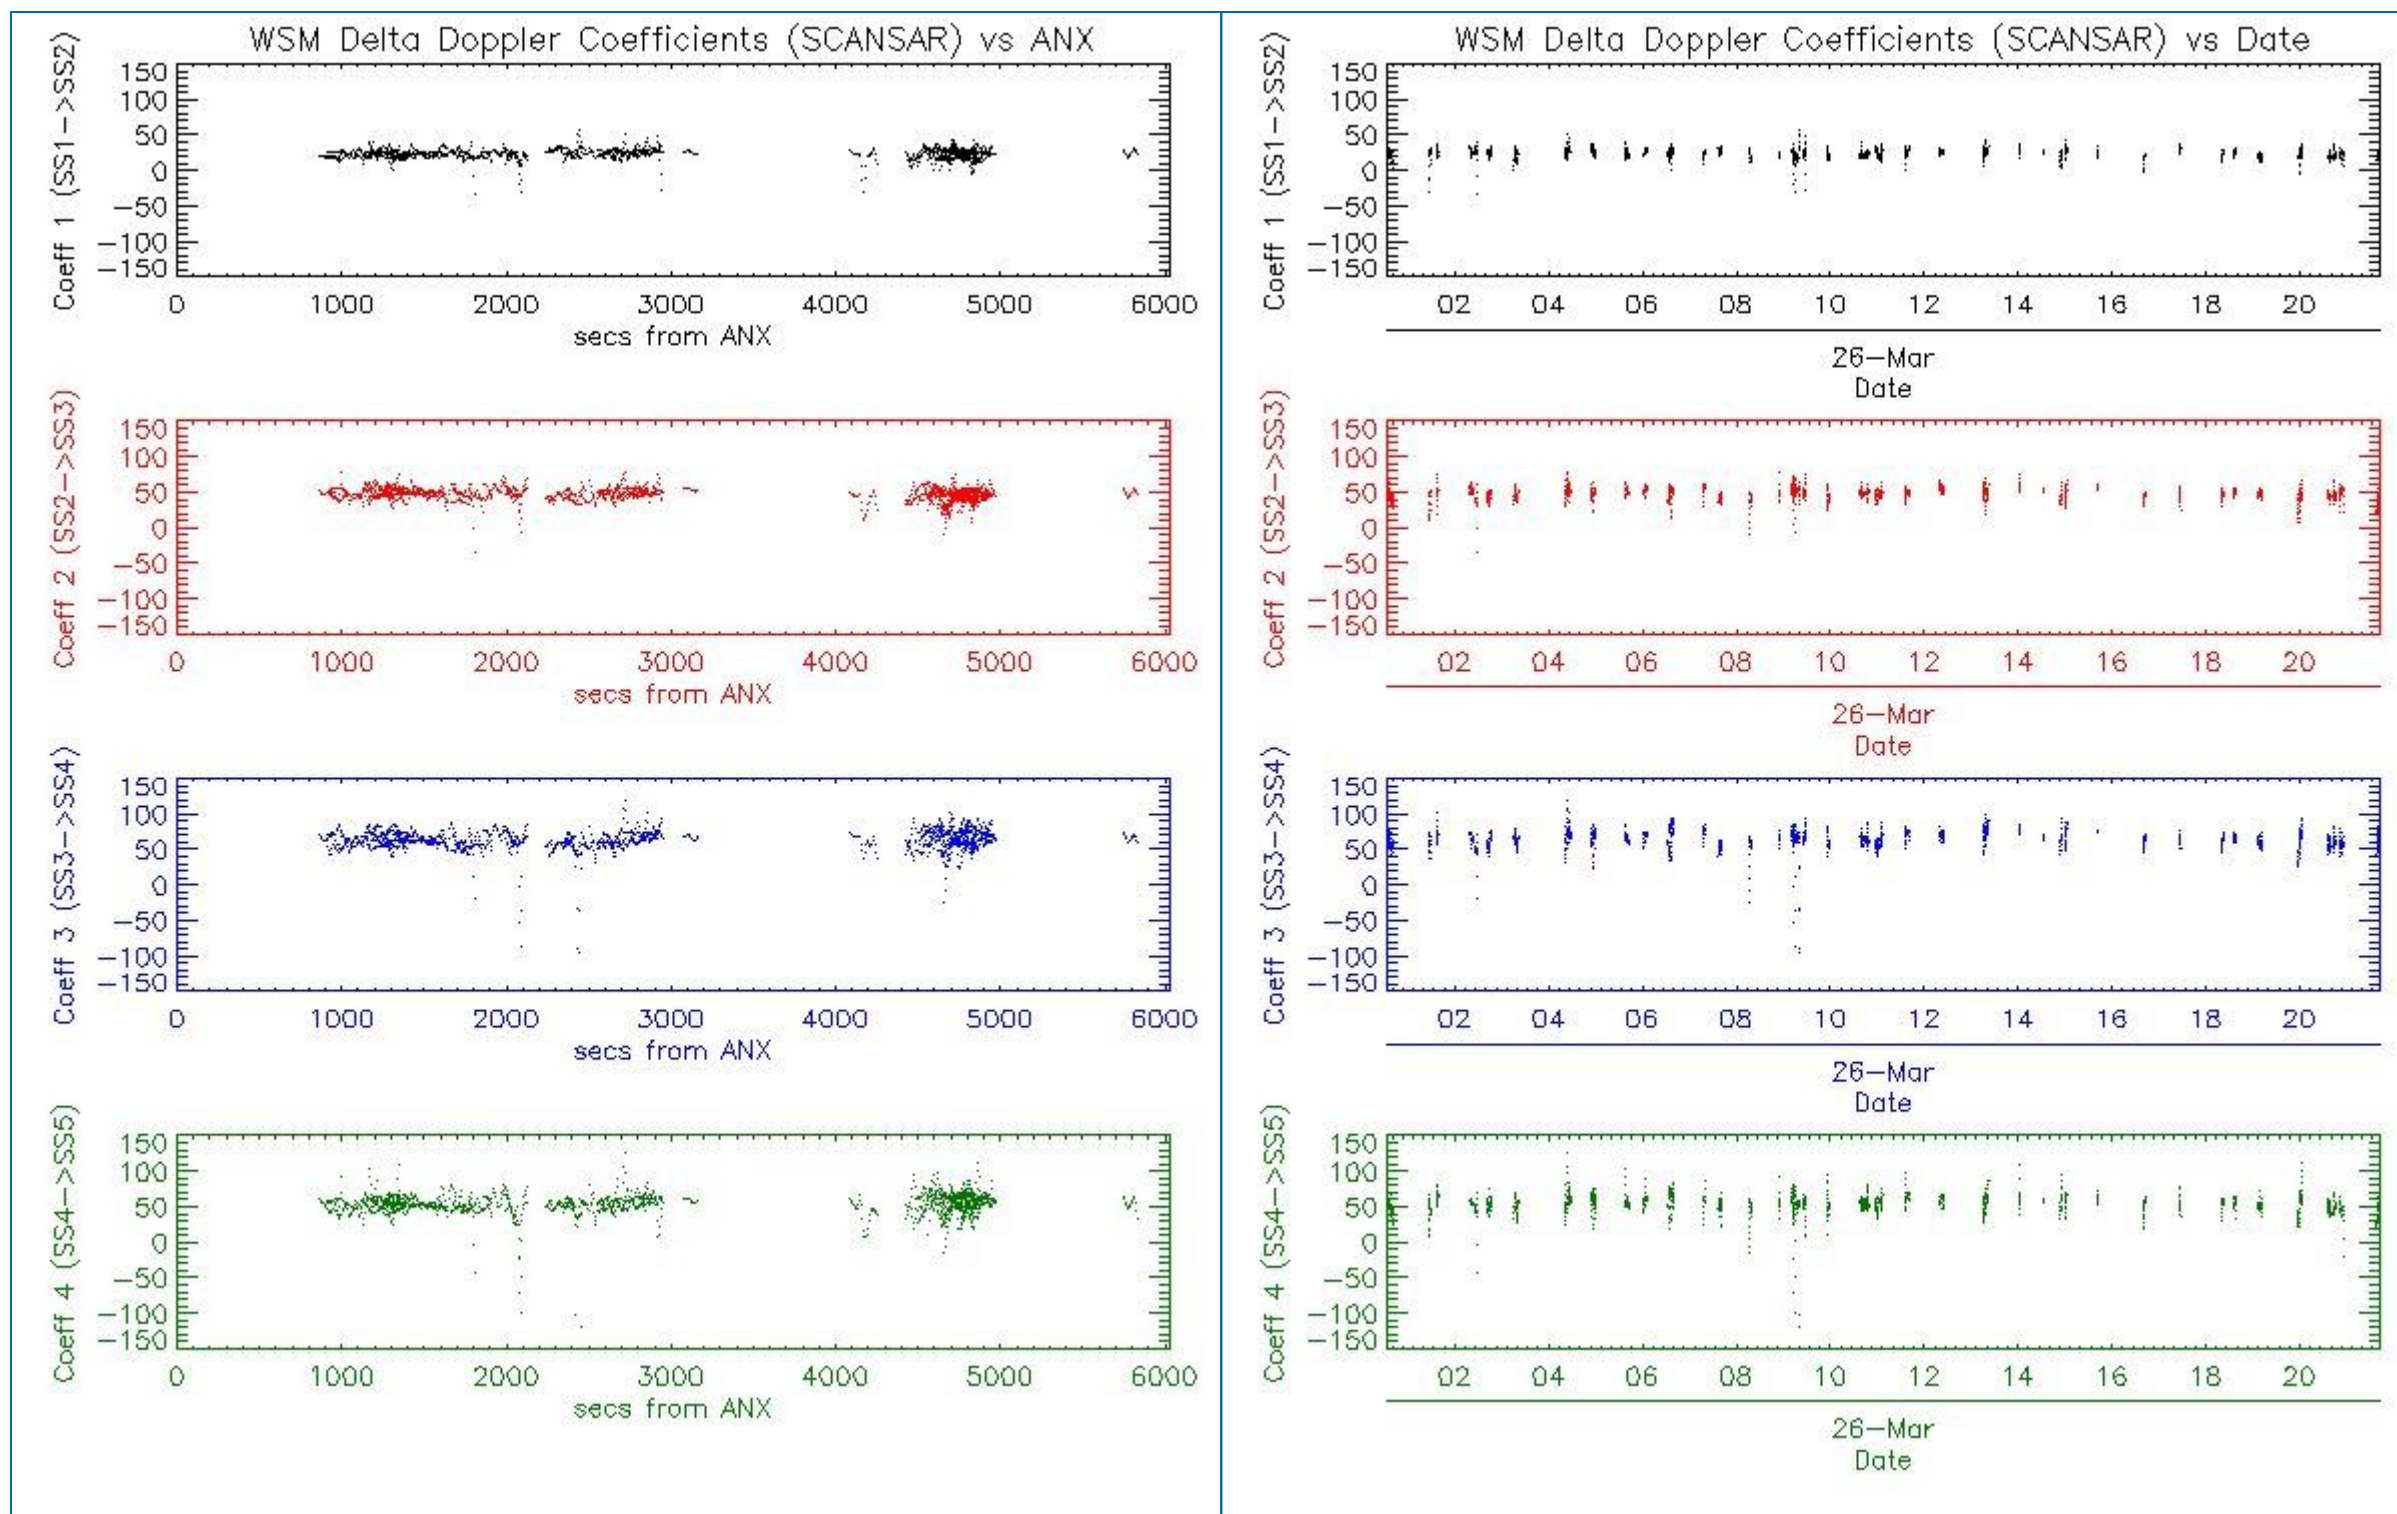 WSM Delta Doppler Coefficients (SCANSAR) vs ANX
Coeff 1 (SS1->SS2)
150
100
50
0
-50
-100
-150
0 1000 2000 3000 4000 5000 6000
secs from ANX
Coeff 2 (SS2->SS3)
150
100
50
0
-50
-100
-150
0 1000 2000 3000 4000 5000 6000
secs from ANX
Coeff 3 (SS3->SS4)
150
100
50
0
-50
-100
-150
0 1000 2000 3000 4000 5000 6000
secs from ANX
Coeff 4 (SS4->SS5)
150
100
50
0
-50
-100
-150
0 1000 2000 3000 4000 5000 6000
secs from ANX
WSM Delta Doppler Coefficients (SCANSAR) vs Date
Coeff 1 (SS1->SS2)
150
100
50
0
-50
-100
-150
02 04 06 08 10 12 14 16 18 20
26-Mar
Date
Coeff 2 (SS2->SS3)
150
100
50
0
-50
-100
-150
02 04 06 08 10 12 14 16 18 20
26-Mar
Date
Coeff 3 (SS3->SS4)
150
100
50
0
-50
-100
-150
02 04 06 08 10 12 14 16 18 20
26-Mar
Date
Coeff 4 (SS4->SS5)
150
100
50
0
-50
-100
-150
02 04 06 08 10 12 14 16 18 20
26-Mar
Date